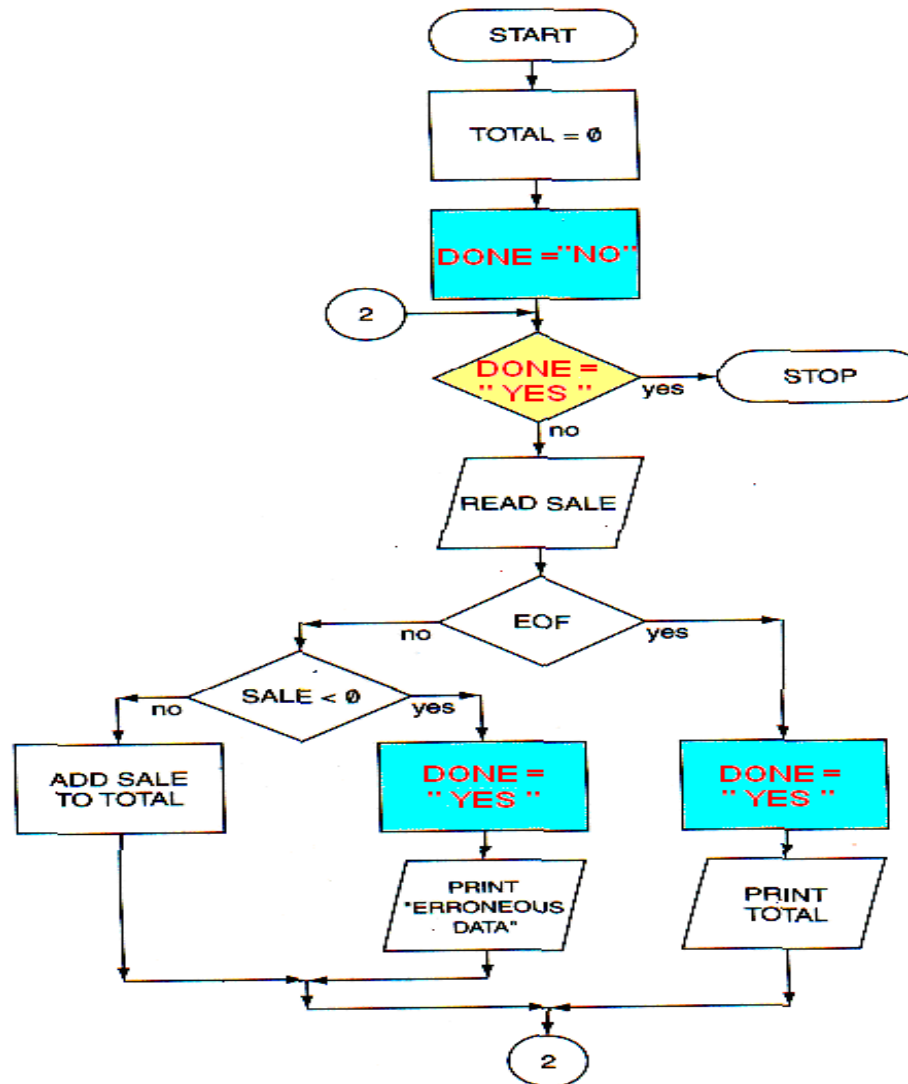 START
TOTAL = Ø
DONE ="NO"
2
DONE =
" YES "
yes
STOP
no
READ SALE
EOF
no
yes
SALE < Ø
no
yes
ADD SALE
TO TOTAL
DONE =
" YES "
DONE =
" YES "
PRINT
"ERRONEOUS
DATA"
PRINT
TOTAL
2